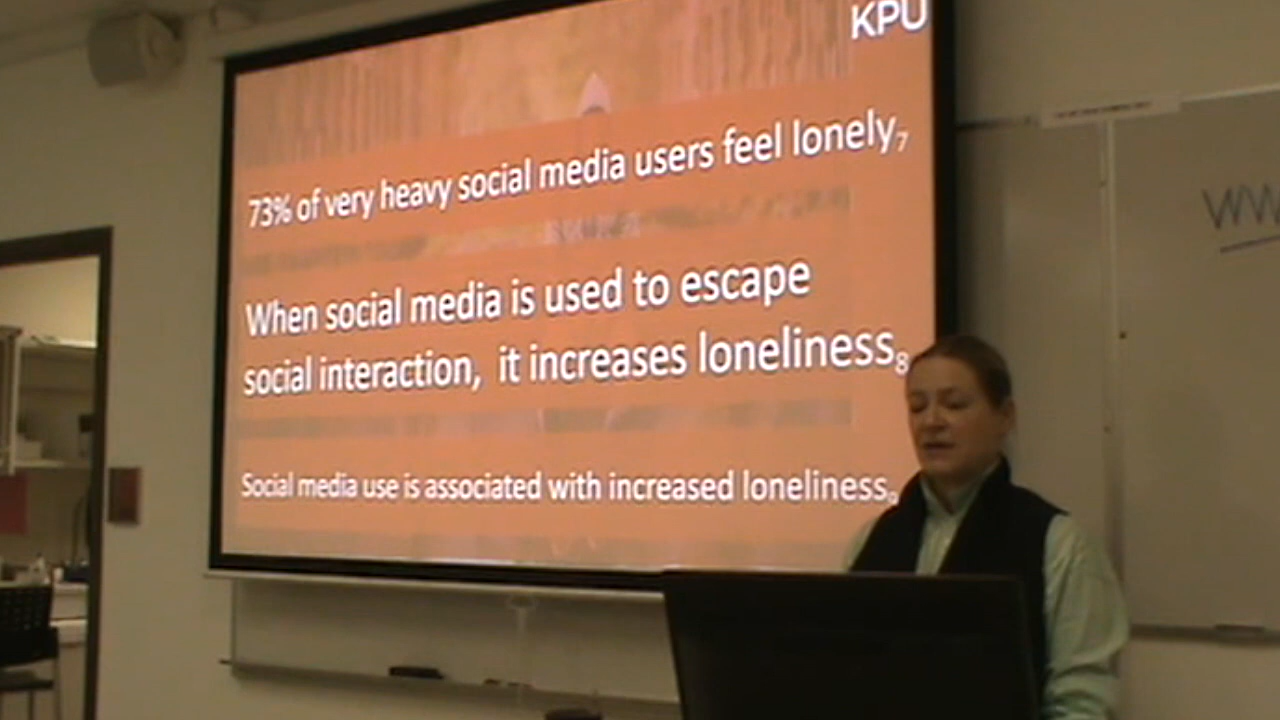 KPU
73% of very heavy social media users feel lonely7
When social media is used to escape
social interaction, it increases loneliness8
Social media use is associated with increased loneliness9
WW